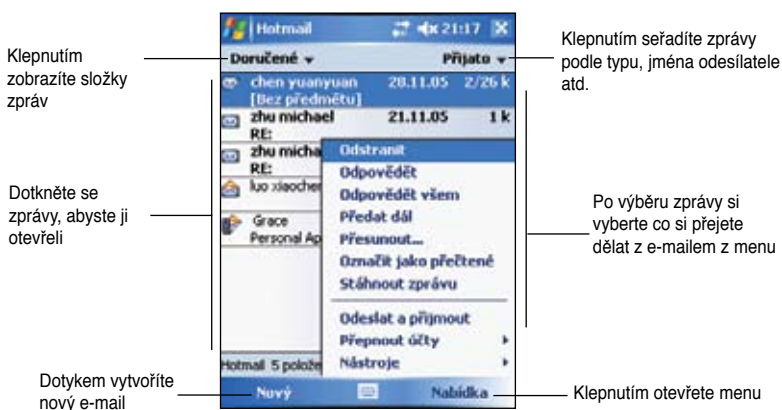 Hotmail 21:17
Klepnutím
zobrazíte složky
zpráv
Doručené Přijato
Klepnutím seřadíte zprávy
podle typu, jména odesílatele
atd.
chen yuanyuan 28.11.05 2/26 k
[Bez předmětu]
zhu michael 21.11.05 1 k
RE:
zhu micha
RE:
luo xiaocher
Grace
Personal Ap
Odstranit
Odpovědět
Odpovědět všem
Předat dál
Přesunout...
Označit jako přečtené
Stáhnout zprávu
Odeslat a přijmout
Přepnout účty
Nástroje
Dotkněte se
zprávy, abyste ji
otevřeli
Po výběru zprávy si
vyberte co si přejete
dělat z e-mailem z menu
Hotmail 5 polože
Nový Nabídka
Dotykem vytvoříte
nový e-mail
Klepnutím otevřete menu